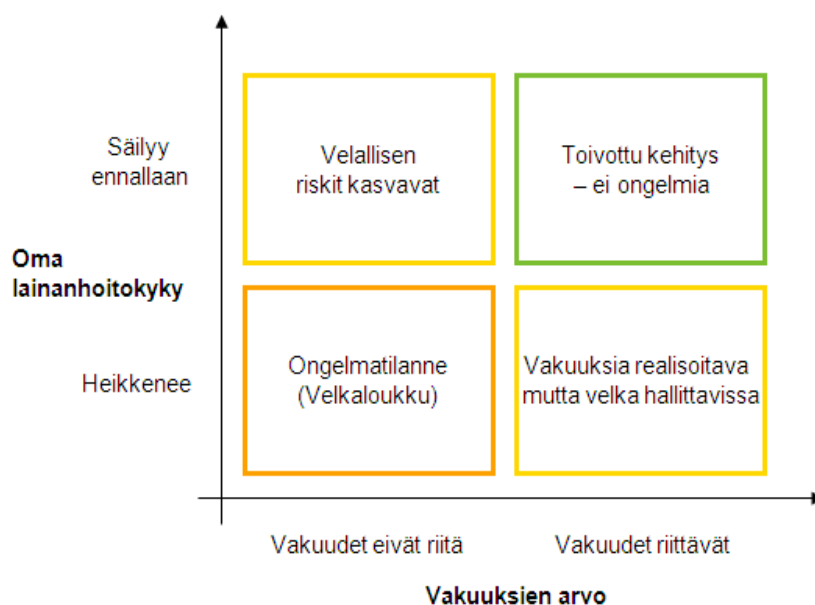 Säilyy
ennallaan
Velallisen
riskit kasvavat
Toivottu kehitys
– ei ongelmia
Oma
lainanhoitokyky
Heikkenee
Ongelmatilanne
(Velkaloukku)
Vakuuksia realisoitava
mutta velka hallittavissa
Vakuudet eivät riitä
Vakuudet riittävät
Vakuuksien arvo